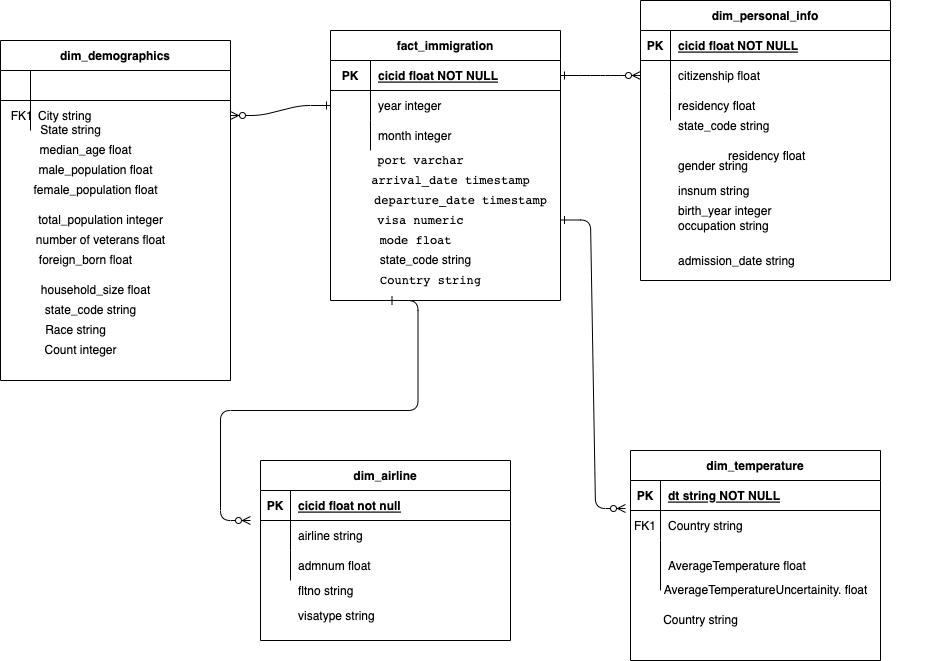 dim_demographics
FK1 City string
State string
median_age float
male_population float
female_population float
total_population integer
number of veterans float
foreign_born float
household_size float
state_code string
Race string
Count integer
fact_immigration
PK cicid float NOT NULL
year integer
month integer
port varchar
arrival_date timestamp
departure_date timestamp
visa numeric
mode float
state_code string
Country string
dim_personal_info
PK cicid float NOT NULL
citizenship float
residency float
state_code string
residency float
gender string
insnum string
birth_year integer
occupation string
admission_date string
dim_airline
PK cicid float not null
airline string
admnum float
fltno string
visatype string
dim_temperature
PK dt string NOT NULL
FK1 Country string
AverageTemperature float
AverageTemperatureUncertainity. float
Country string